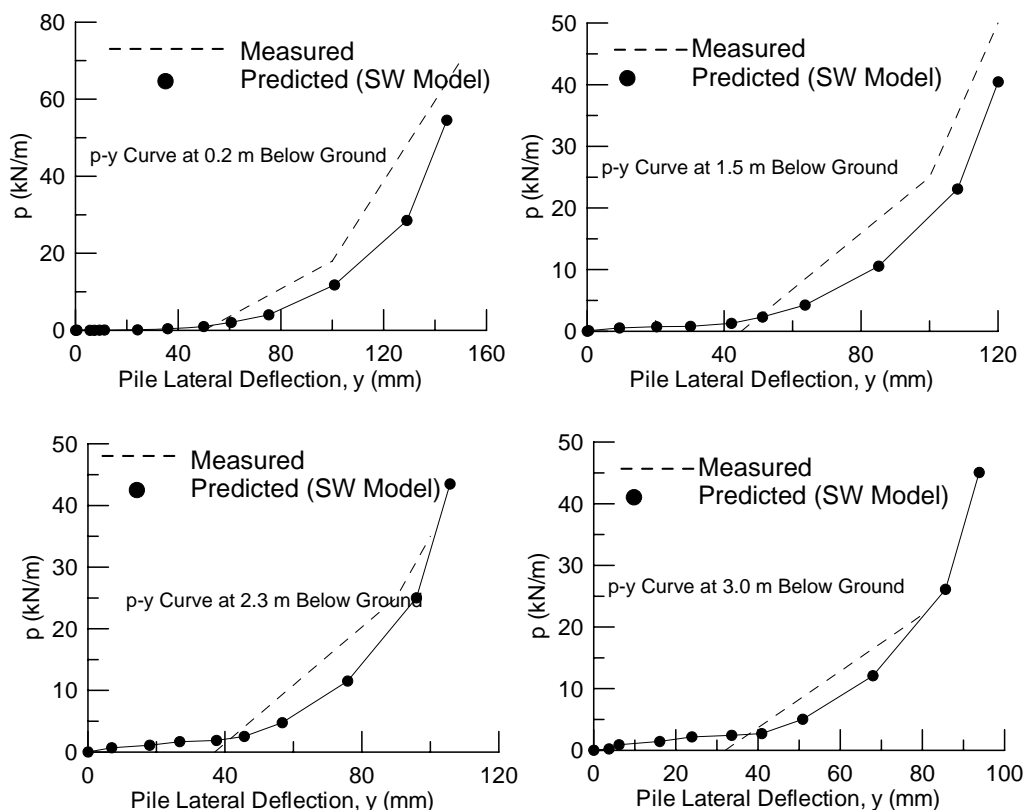 80
60
40
20
0
p (kN/m)
Measured
Predicted (SW Model)
p-y Curve at 0.2 m Below Ground
0 40 80 120 160
Pile Lateral Deflection, y (mm)
50
40
30
20
10
0
p (kN/m)
Measured
Predicted (SW Model)
p-y Curve at 1.5 m Below Ground
0 40 80 120
Pile Lateral Deflection, y (mm)
50
40
30
20
10
0
p (kN/m)
Measured
Predicted (SW Model)
p-y Curve at 2.3 m Below Ground
0 40 80 120
Pile Lateral Deflection, y (mm)
50
40
30
20
10
0
p (kN/m)
Measured
Predicted (SW Model)
p-y Curve at 3.0 m Below Ground
0 20 40 60 80 100
Pile Lateral Deflection, y (mm)